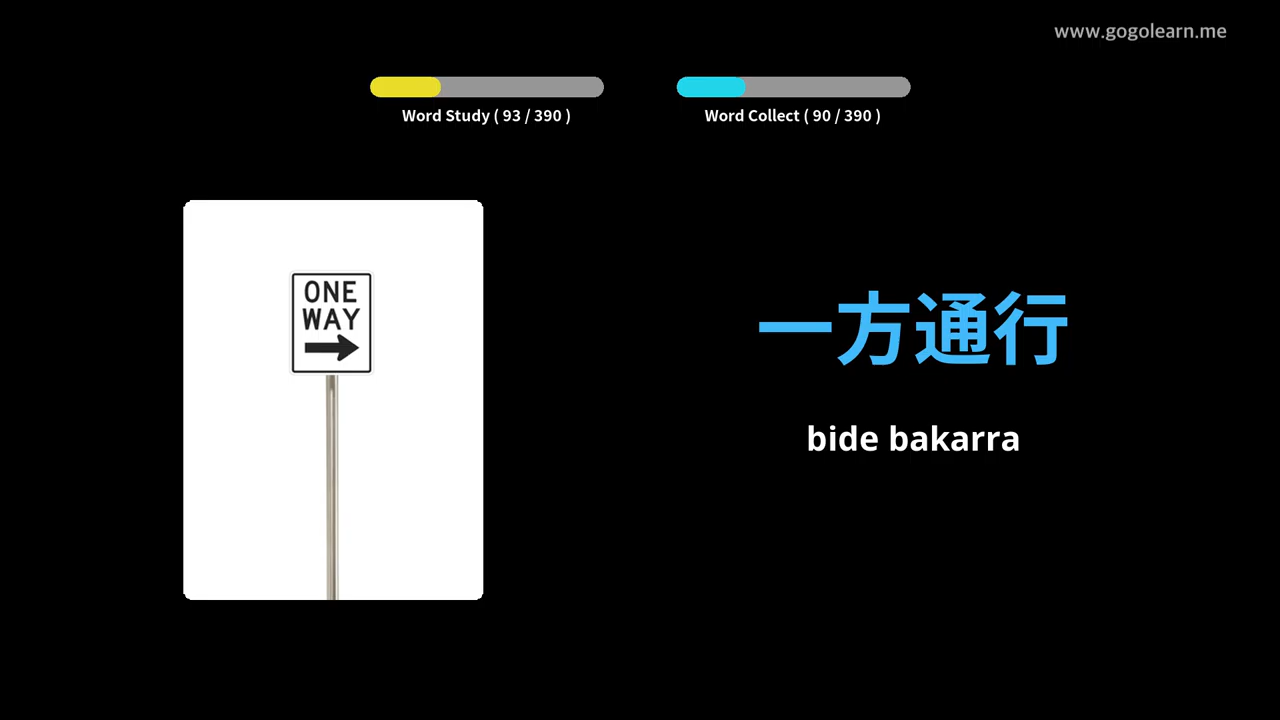 www.gogolearn.me
Word Study ( 93 / 390 )
Word Collect ( 90 / 390 )
ONE
WAY
一方通行
bide bakarra